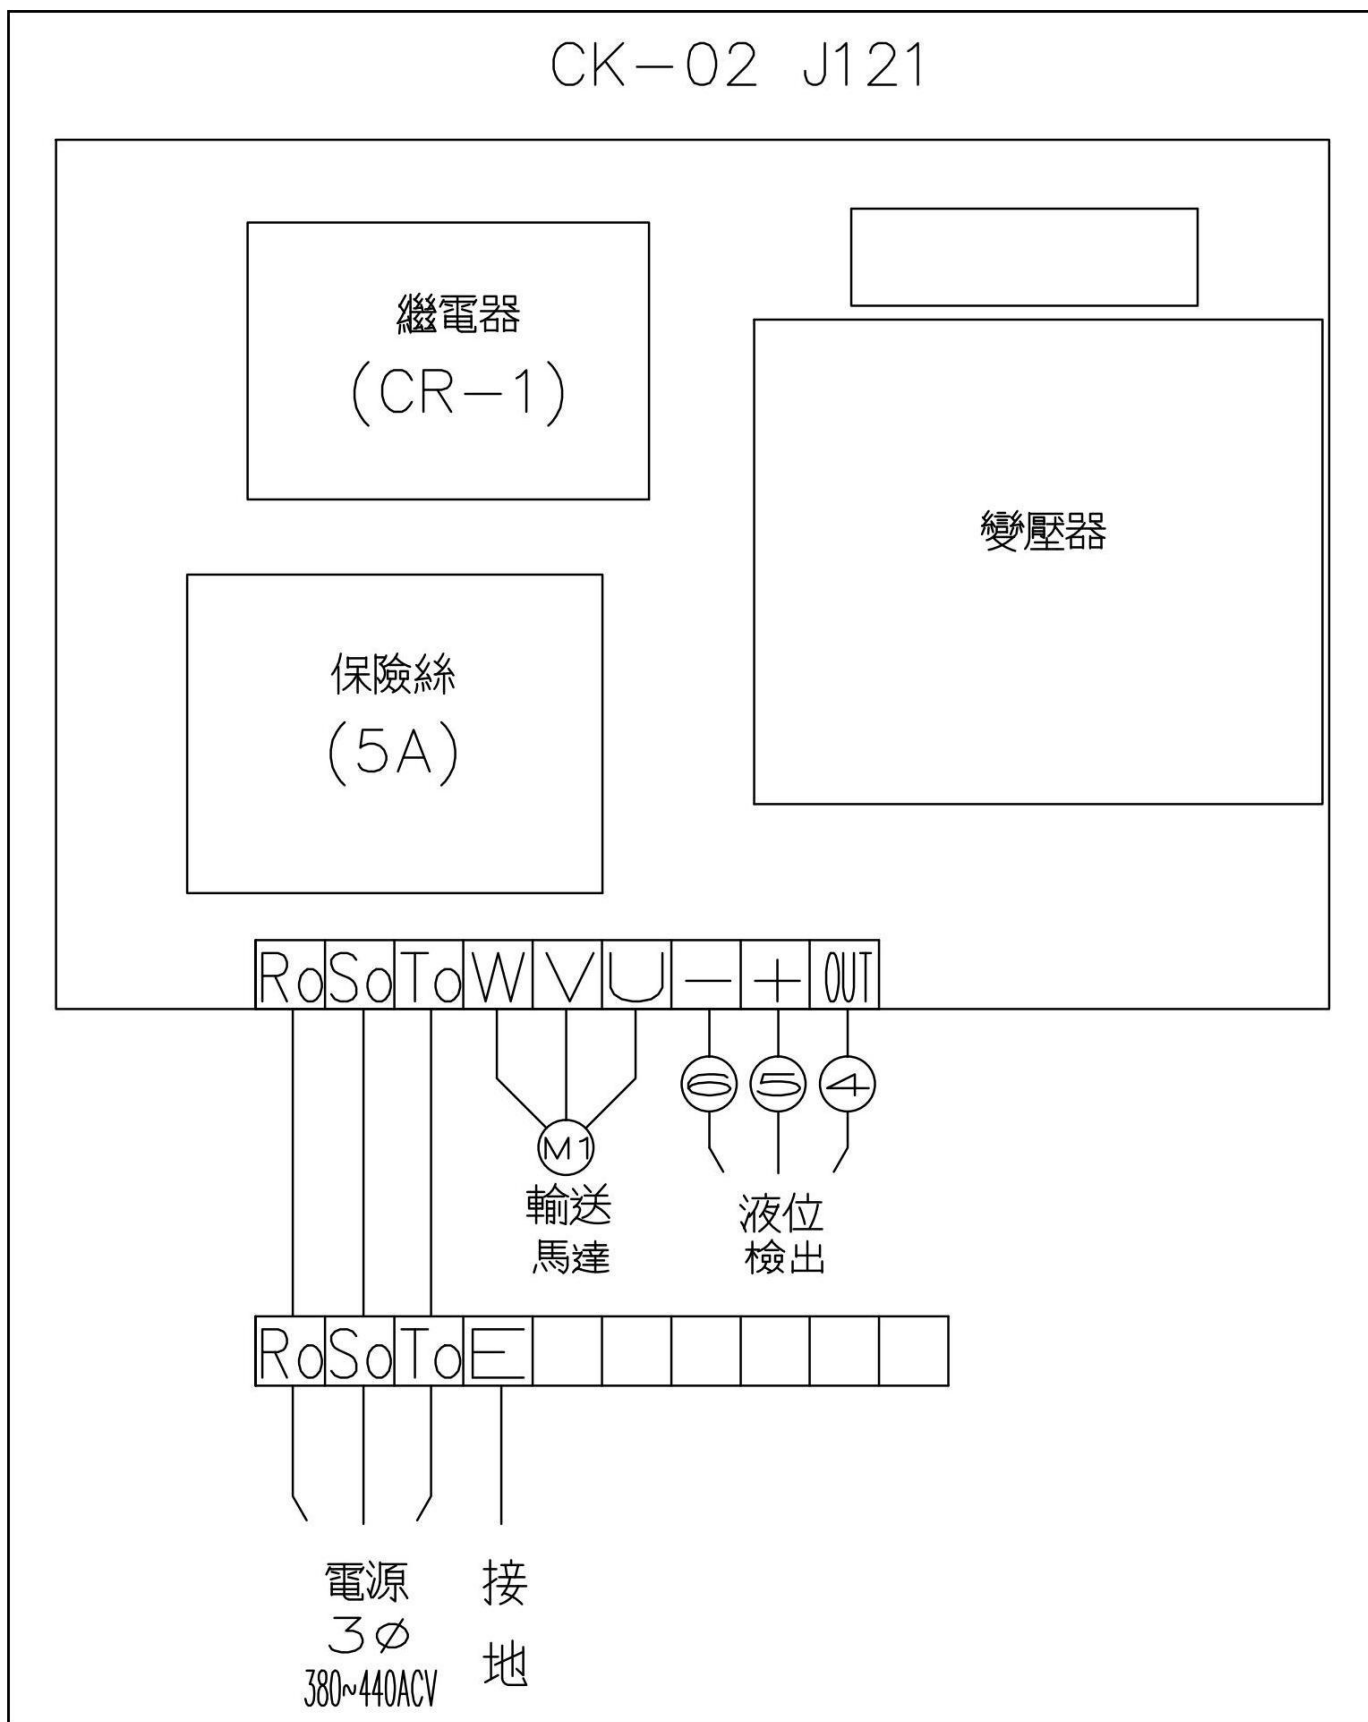 CK-02 J121
繼電器
(CR-1)
變壓器
保險絲
(5A)
Ro So To W V U - + OUT
6 5 4
M1
輸送
馬達
液位
檢出
Ro So To E
電源
3Ø
380~440ACV
接
地